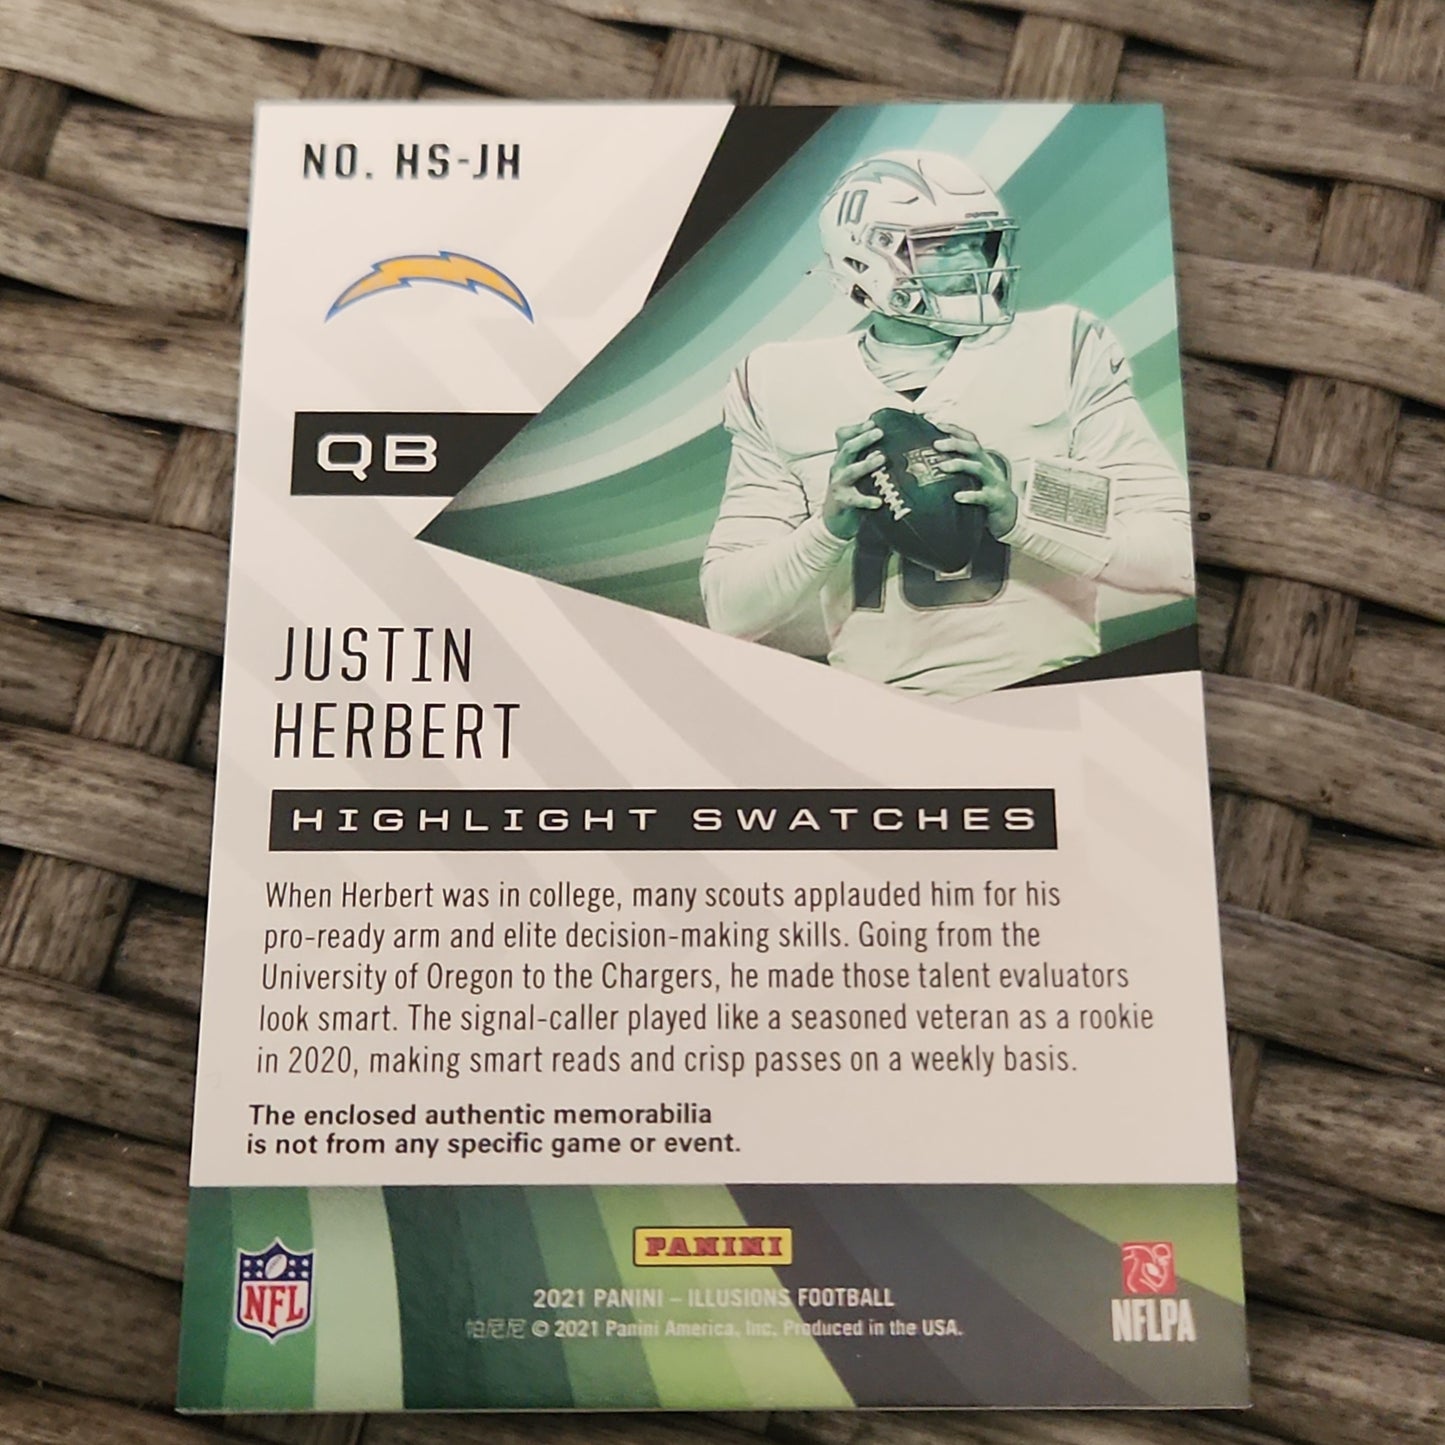 NO. HS-JH
10
QB
10
JUSTIN
HERBERT
HIGHLIGHT SWATCHES
When Herbert was in college, many scouts applauded him for his
pro-ready arm and elite decision-making skills. Going from the
University of Oregon to the Chargers, he made those talent evaluators
look smart. The signal-caller played like a seasoned veteran as a rookie
in 2020, making smart reads and crisp passes on a weekly basis.
The enclosed authentic memorabilia
is not from any specific game or event.
PANINI
NFL
2021 PANINI – ILLUSIONS FOOTBALL
帕尼尼 © 2021 Panini America, Inc. Produced in the USA.
NFLPA